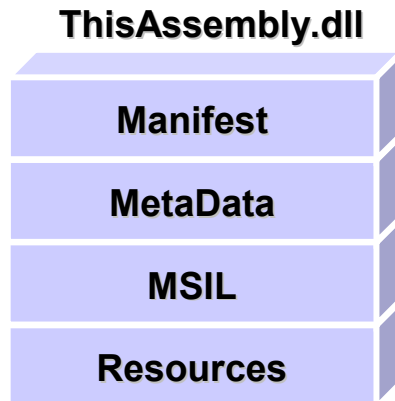 ThisAssembly.dll
Manifest
MetaData
MSIL
Resources